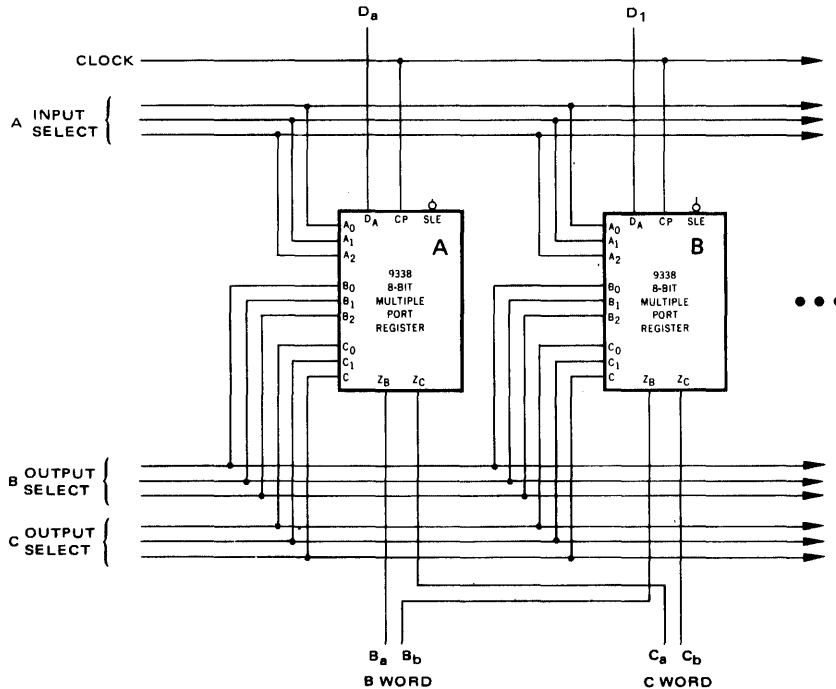 Da D1
CLOCK
A INPUT SELECT
DA CP SLE DA CP SLE
A0 A B
A1
A2
A0
A1
A2
9338
8-BIT
MULTIPLE
PORT
REGISTER
9338
8-BIT
MULTIPLE
PORT
REGISTER
B0
B1
B2
B0
B1
B2
C0
C1
C ZB ZC
C0
C1
C ZB ZC
B OUTPUT SELECT
C OUTPUT SELECT
Ba Bb Ca Cb
B WORD C WORD